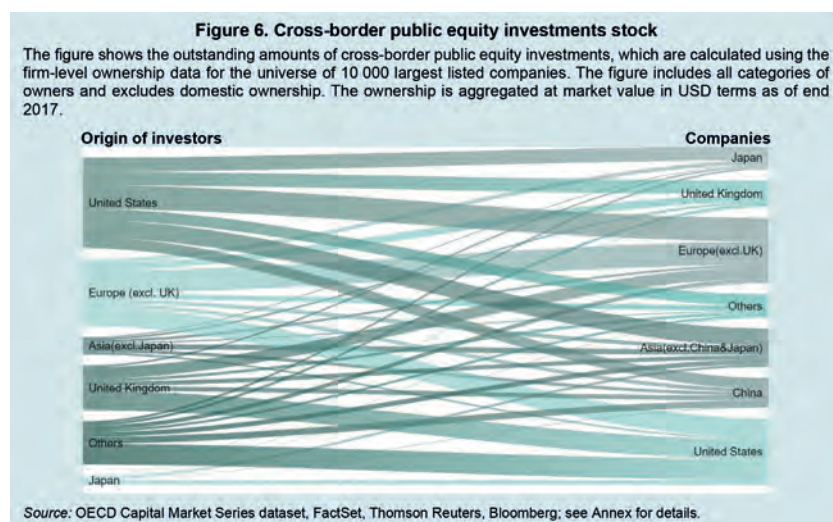 Figure 6. Cross-border public equity investments stock
The figure shows the outstanding amounts of cross-border public equity investments, which are calculated using the
firm-level ownership data for the universe of 10 000 largest listed companies. The figure includes all categories of
owners and excludes domestic ownership. The ownership is aggregated at market value in USD terms as of end
2017.
Origin of investors
Companies
Japan
United Kingdom
United States
Europe(excl.UK)
Europe (excl. UK)
Others
Asia(excl.Japan)
Asia(excl.China&Japan)
United Kingdom
China
Others
United States
Japan
Source: OECD Capital Market Series dataset, FactSet, Thomson Reuters, Bloomberg; see Annex for details.